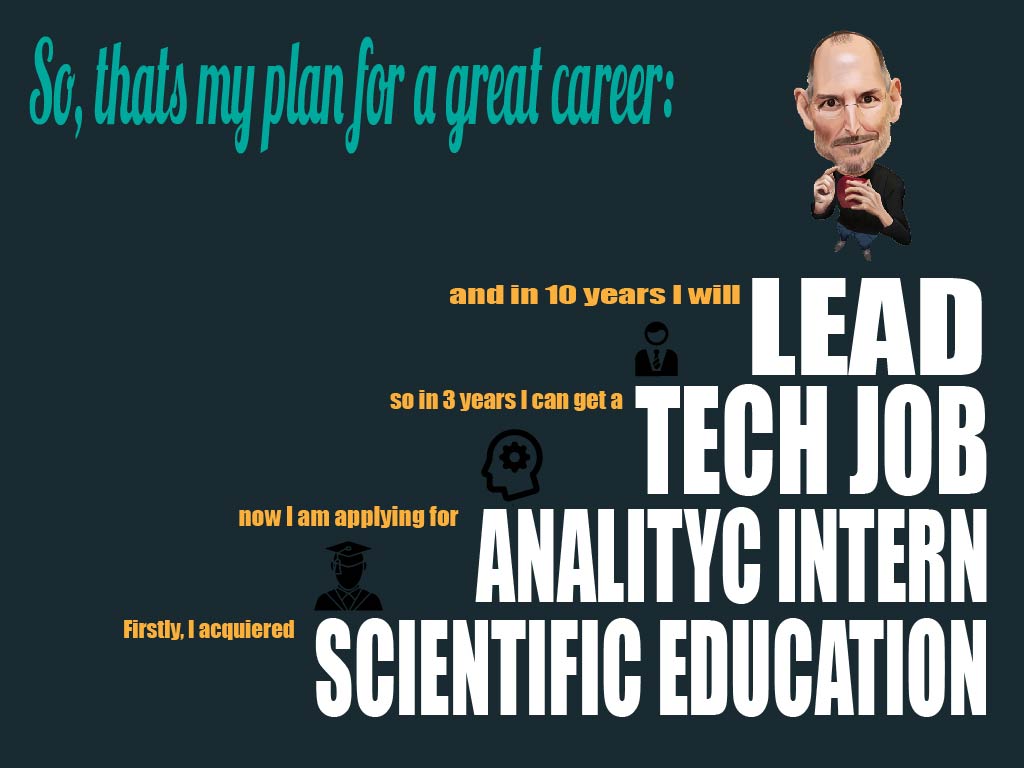 So, thats my plan for a great career:
and in 10 years I will LEAD
so in 3 years I can get a TECH JOB
now I am applying for ANALITYC INTERN
Firstly, I acquiered SCIENTIFIC EDUCATION